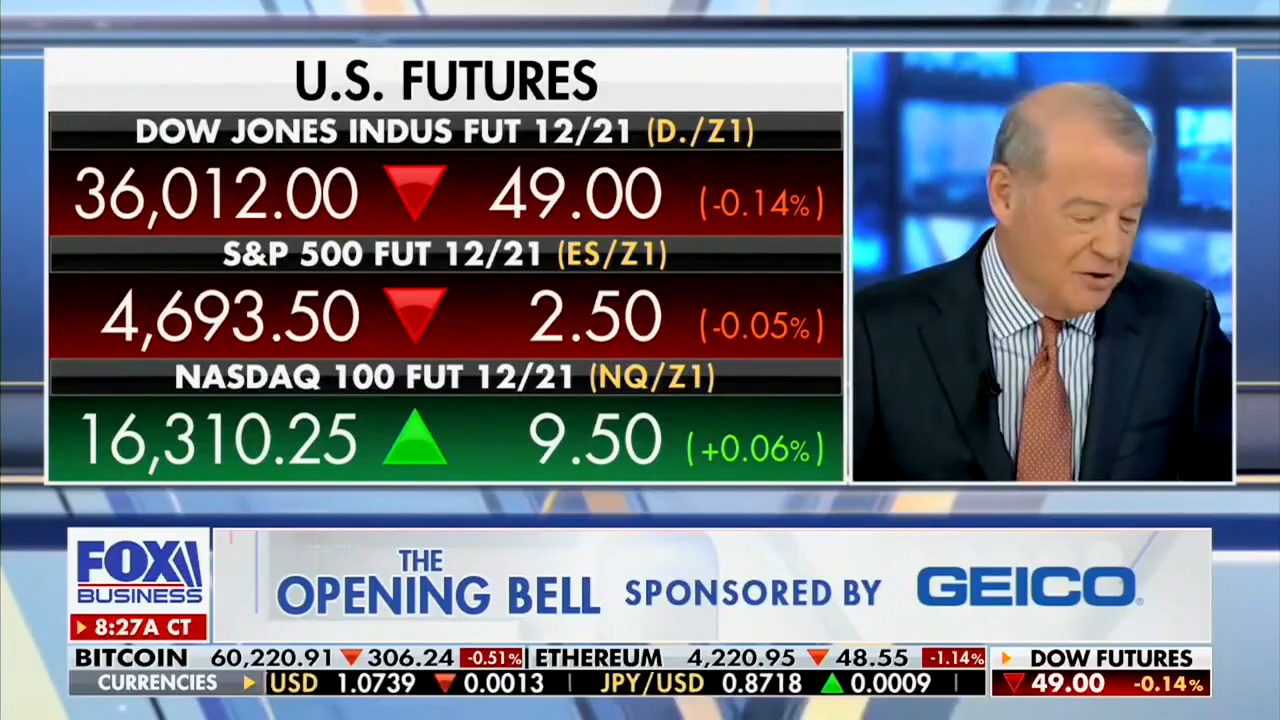 U.S. FUTURES
DOW JONES INDUS FUT 12/21 (D./Z1)
36,012.00 ▼ 49.00 (-0.14%)
S&P 500 FUT 12/21 (ES/Z1)
4,693.50 ▼ 2.50 (-0.05%)
NASDAQ 100 FUT 12/21 (NQ/Z1)
16,310.25 ▲ 9.50 (+0.06%)
FOX
BUSINESS
8:27A CT
THE
OPENING BELL
SPONSORED BY
GEICO
BITCOIN 60,220.91 ▼ 306.24 -0.51% ETHEREUM 4,220.95 ▼ 48.55 -1.14%
CURRENCIES USD 1.0739 ▼ 0.0013 | JPY/USD 0.8718 ▲ 0.0009 |
DOW FUTURES
▼ 49.00 -0.14%